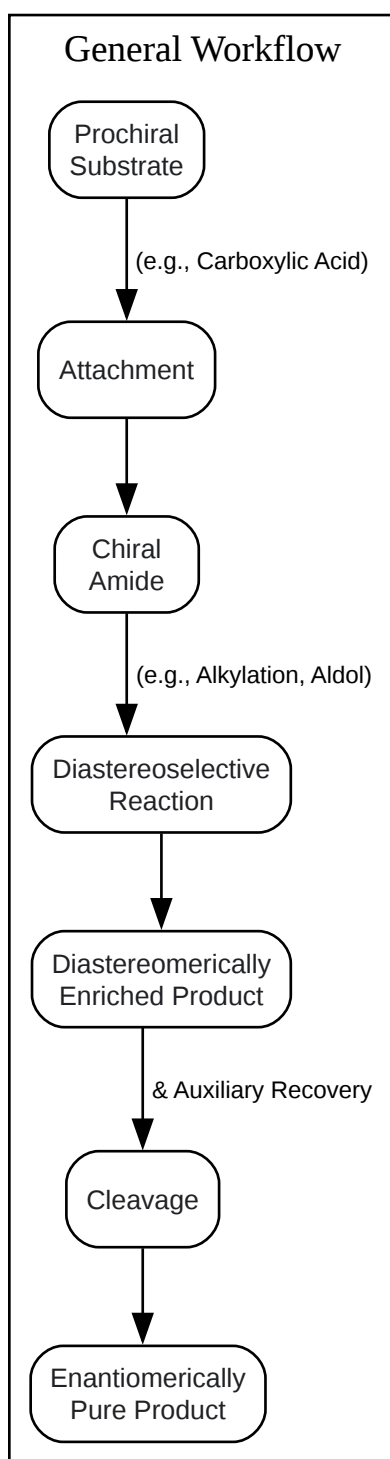 General Workflow
Prochiral
Substrate
(e.g., Carboxylic Acid)
Attachment
Chiral
Amide
(e.g., Alkylation, Aldol)
Diastereoselective
Reaction
Diastereomerically
Enriched Product
& Auxiliary Recovery
Cleavage
Enantiomerically
Pure Product